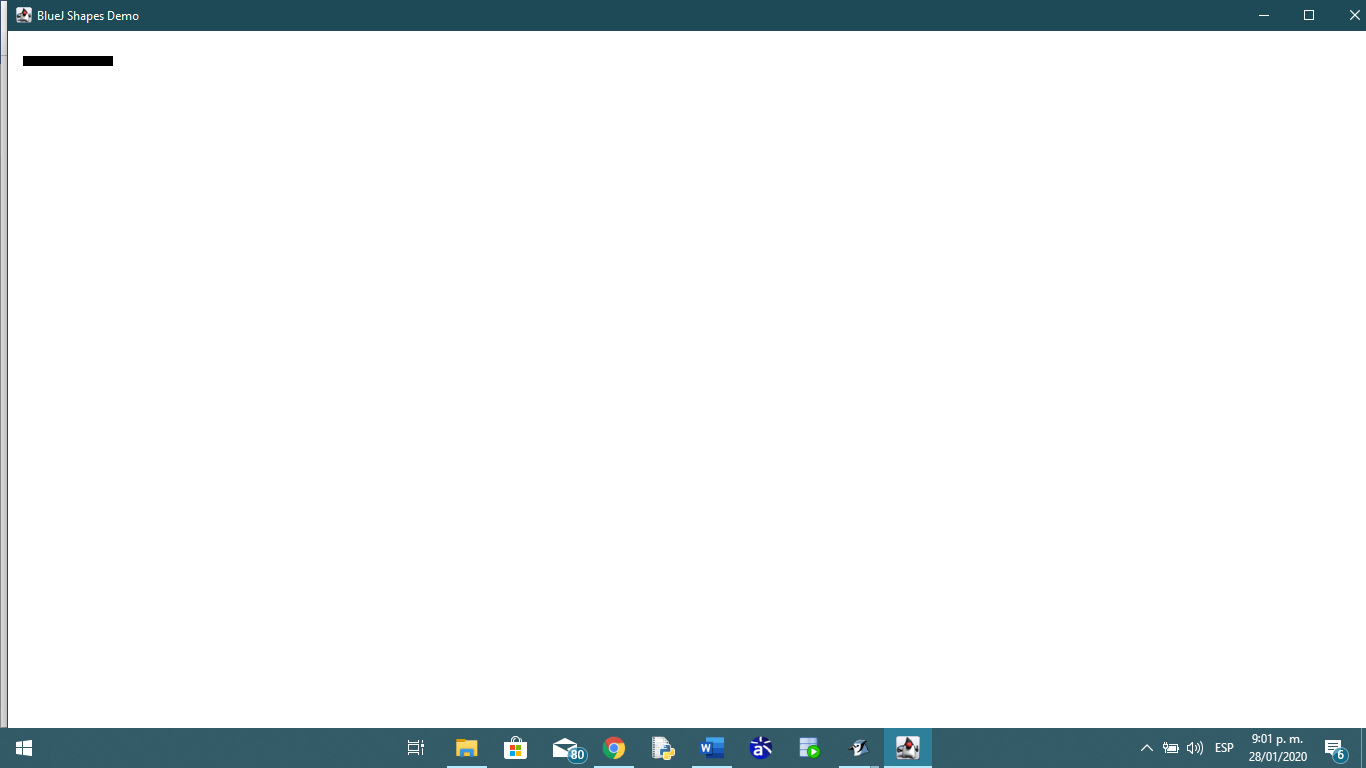 BlueJ Shapes Demo
80
W
a
ESP
9:01 p. m.
28/01/2020
6